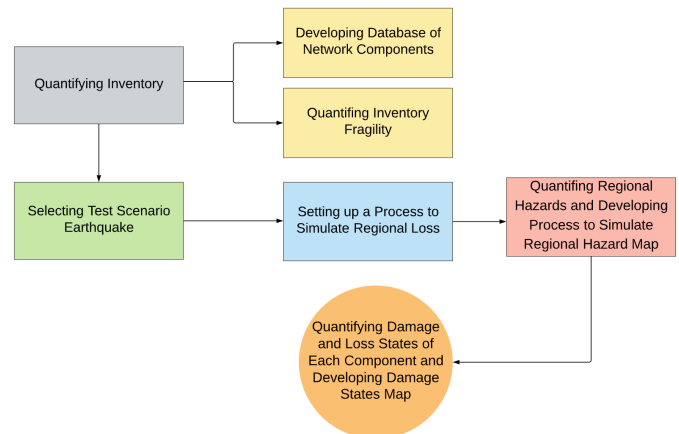 Developing Database of
Network Components
Quantifying Inventory
Quantifing Inventory
Fragility
Selecting Test Scenario
Earthquake
Setting up a Process to
Simulate Regional Loss
Quantifing Regional
Hazards and Developing
Process to Simulate
Regional Hazard Map
Quantifying Damage
and Loss States of
Each Component and
Developing Damage
States Map